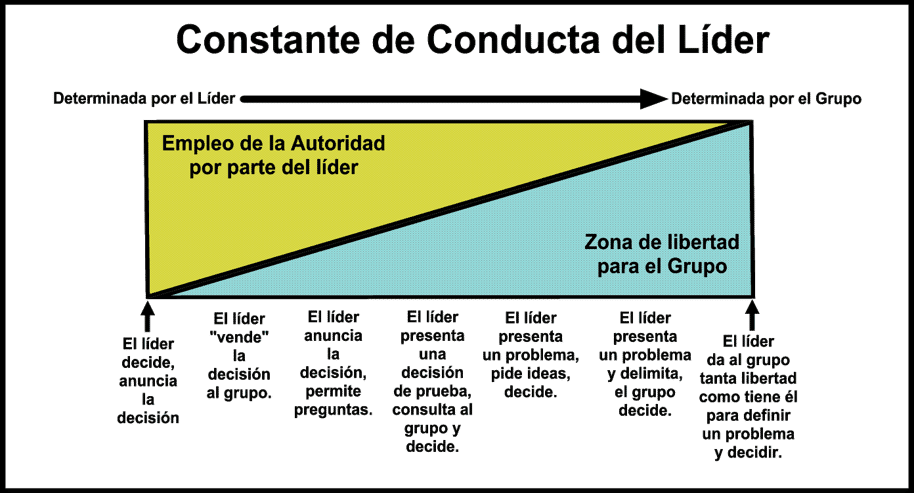 Constante de Conducta del Líder
Determinada por el Líder
Determinada por el Grupo
Empleo de la Autoridad
por parte del líder
Zona de libertad
para el Grupo
El líder
decide,
anuncia
la
decisión
El líder
"vende"
la
decisión
al grupo.
El líder
anuncia
la
decisión,
permite
preguntas.
El líder
presenta
una
decisión
de prueba,
consulta al
grupo y
decide.
El líder
presenta
un problema,
pide ideas,
decide.
El líder
presenta
un problema
y delimita,
el grupo
decide.
El líder
da al grupo
tanta libertad
como tiene él
para definir
un problema
y decidir.